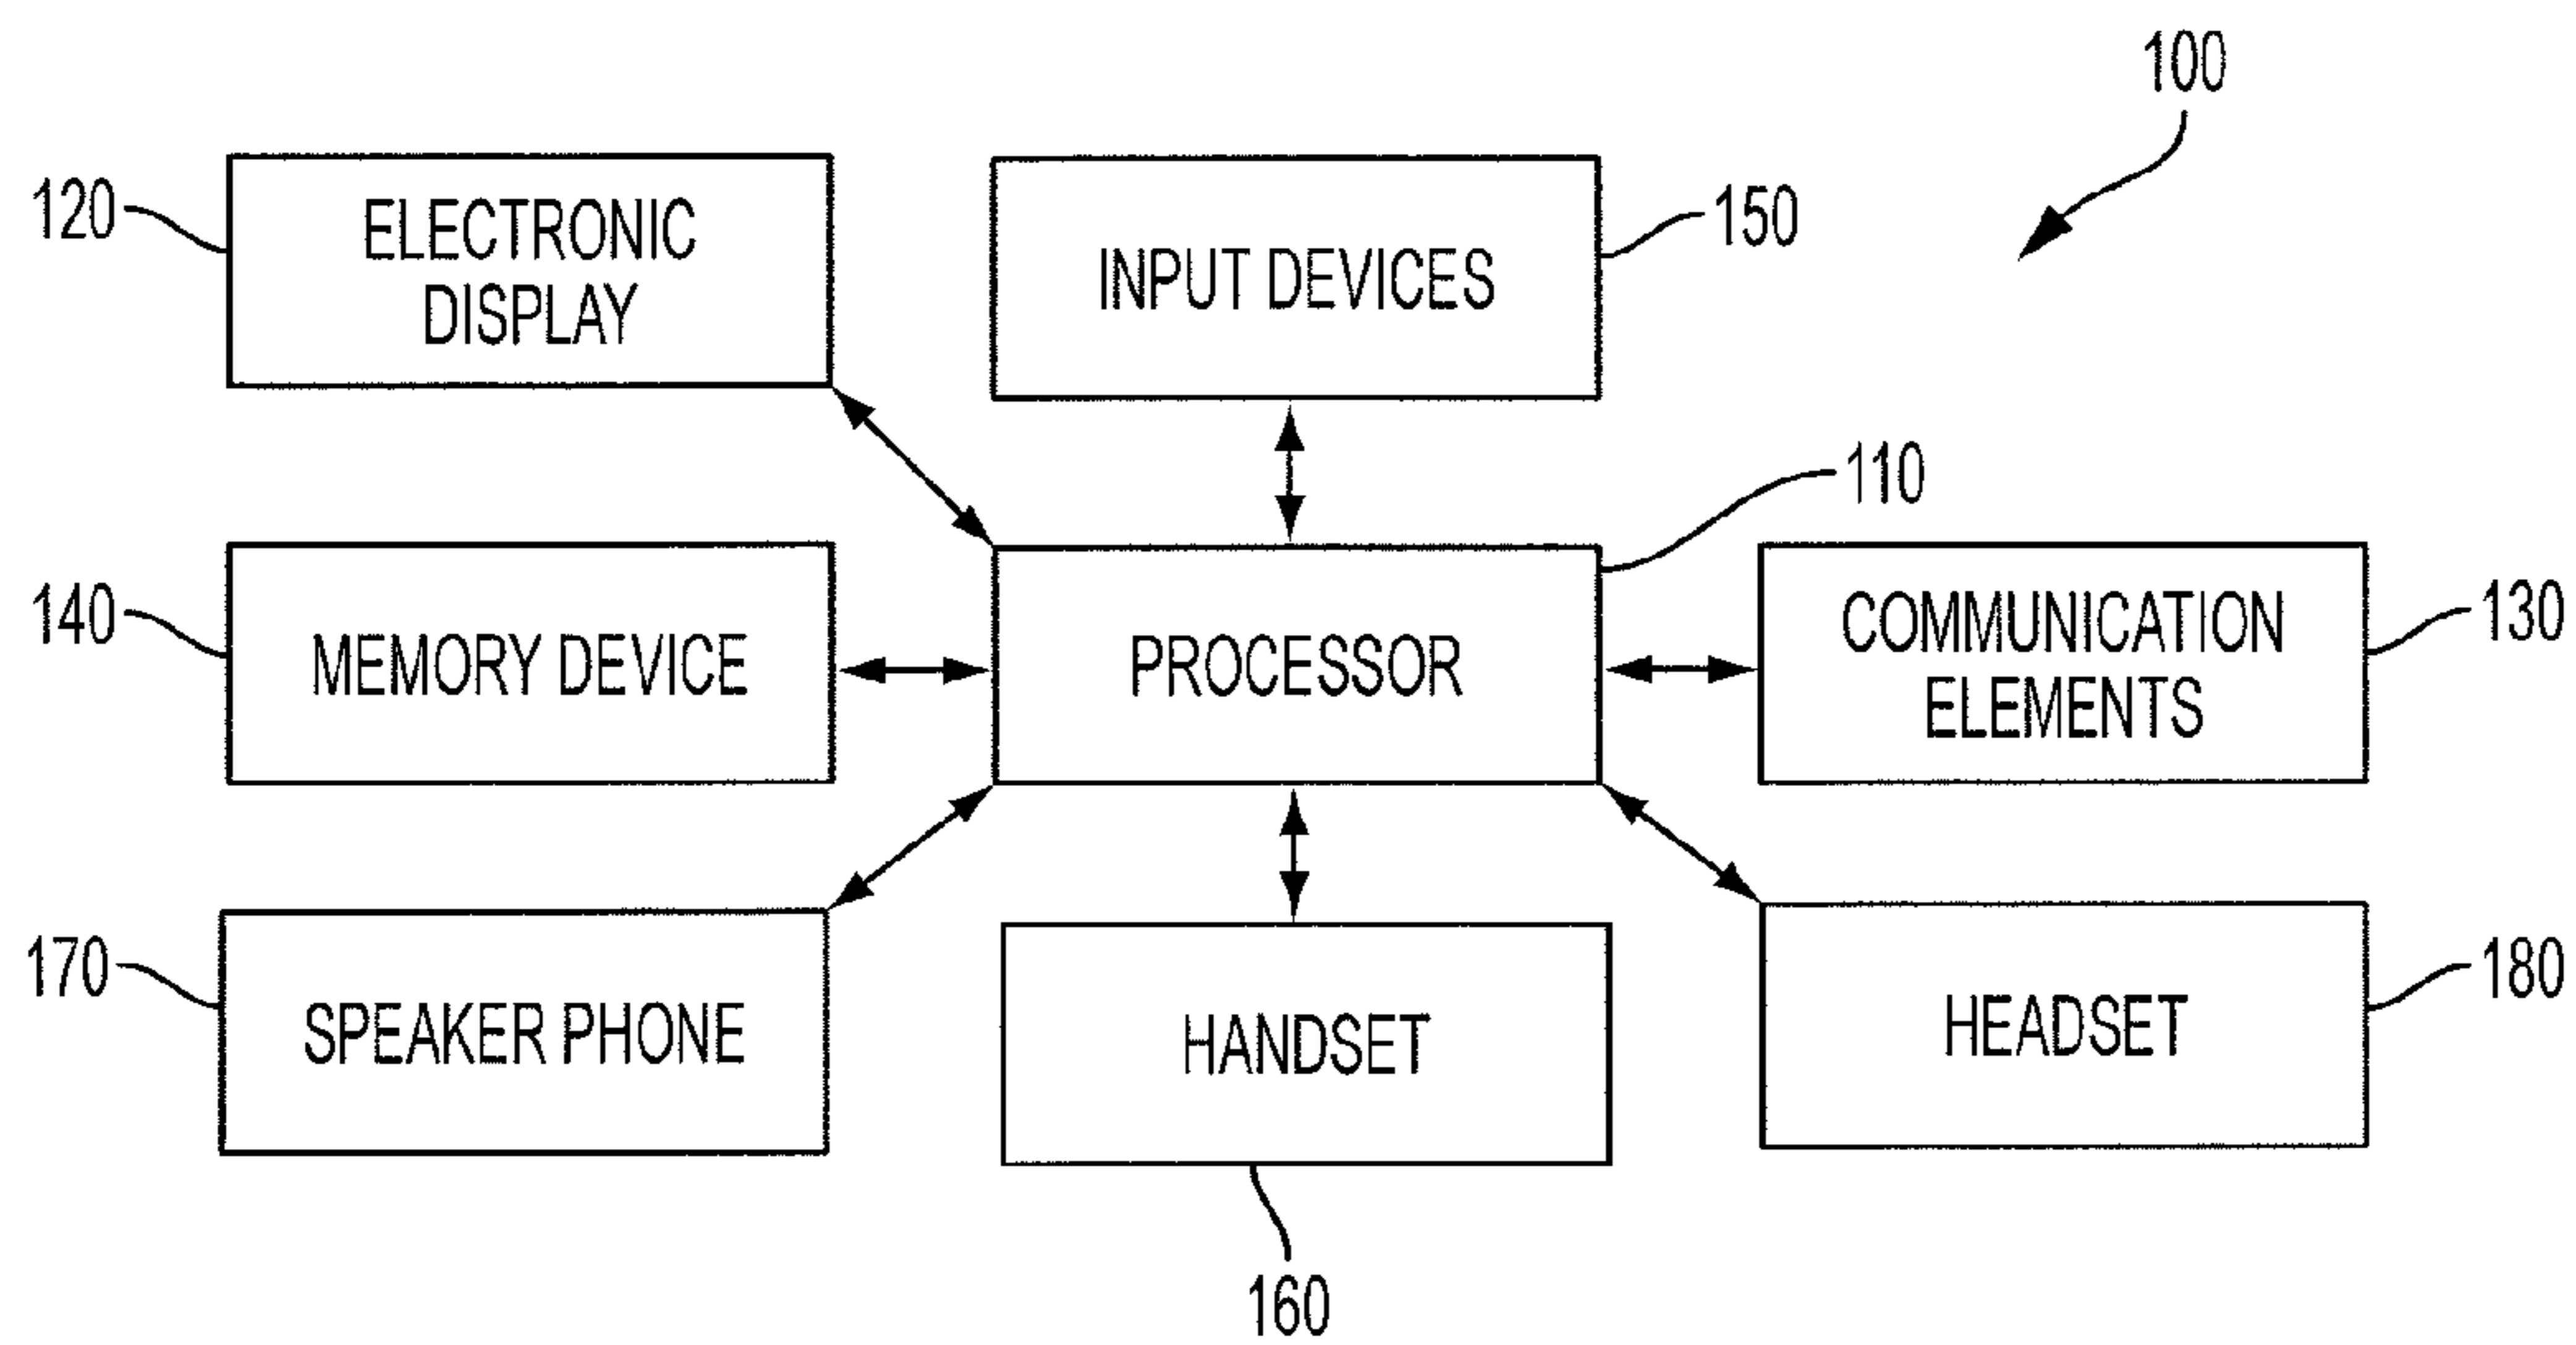 100
120
ELECTRONIC
DISPLAY
INPUT DEVICES
150
110
140
MEMORY DEVICE
PROCESSOR
COMMUNICATION
ELEMENTS
130
170
SPEAKER PHONE
HANDSET
HEADSET
180
160